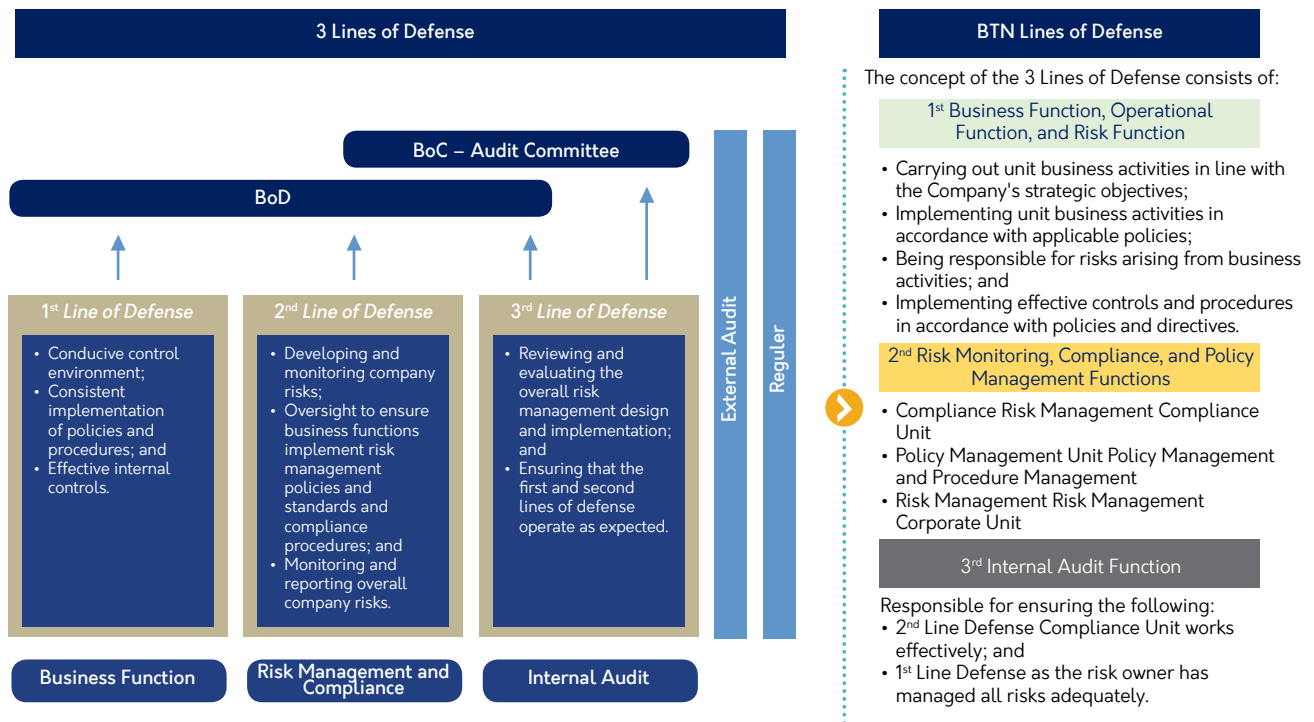 3 Lines of Defense
BoC – Audit Committee
BoD
1st Line of Defense
• Conducive control
environment;
• Consistent
implementation
of policies and
procedures; and
• Effective internal
controls.
Business Function
2nd Line of Defense
• Developing and
monitoring company
risks;
• Oversight to ensure
business functions
implement risk
management
policies and
standards and
compliance
procedures; and
• Monitoring and
reporting overall
company risks.
Risk Management and
Compliance
3rd Line of Defense
• Reviewing and
evaluating the
overall risk
management design
and implementation;
and
• Ensuring that the
first and second
lines of defense
operate as expected.
Internal Audit
External Audit
Reguler
BTN Lines of Defense
The concept of the 3 Lines of Defense consists of:
1st Business Function, Operational
Function, and Risk Function
• Carrying out unit business activities in line with
the Company's strategic objectives;
• Implementing unit business activities in
accordance with applicable policies;
• Being responsible for risks arising from business
activities; and
• Implementing effective controls and procedures
in accordance with policies and directives.
2nd Risk Monitoring, Compliance, and Policy
Management Functions
• Compliance Risk Management Compliance
Unit
• Policy Management Unit Policy Management
and Procedure Management
• Risk Management Risk Management
Corporate Unit
3rd Internal Audit Function
Responsible for ensuring the following:
• 2nd Line Defense Compliance Unit works
effectively; and
• 1st Line Defense as the risk owner has
managed all risks adequately.